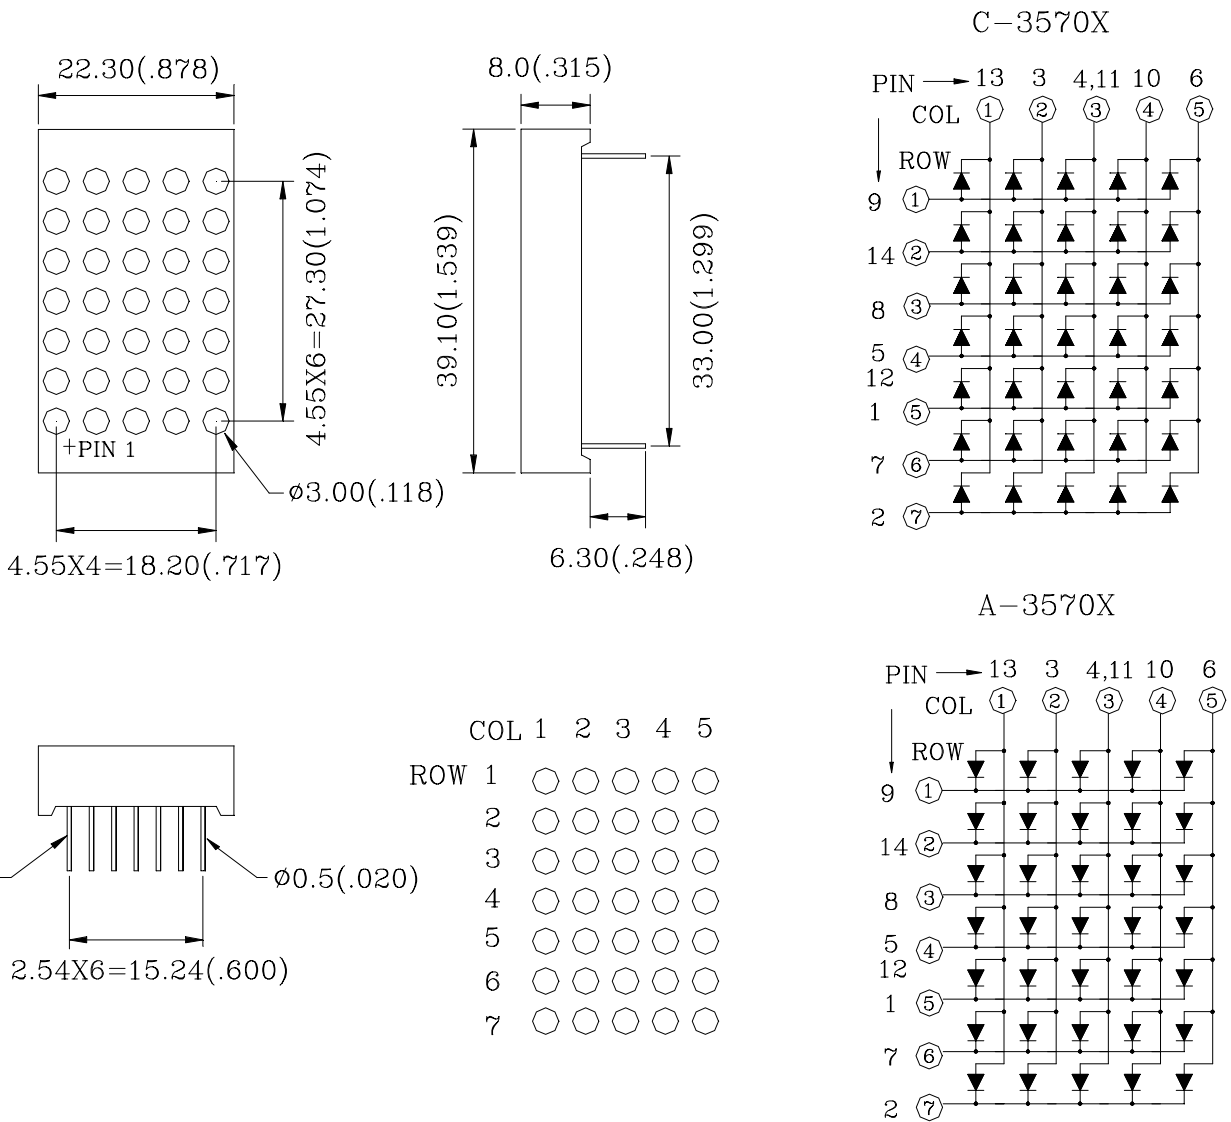 C-3570X
22.30(.878)
8.0(.315)
PIN 13 3 4,11 10 6
COL 1 2 3 4 5
ROW
9 1
14 2
8 3
5
12 4
1 5
7 6
2 7
4.55X6=27.30(1.074)
39.10(1.539)
33.00(1.299)
+PIN 1
ø3.00(.118)
4.55X4=18.20(.717)
6.30(.248)
A-3570X
PIN 13 3 4,11 10 6
COL 1 2 3 4 5
ROW
9 1
14 2
8 3
5
12 4
1 5
7 6
2 7
COL 1 2 3 4 5
ROW 1
2
3
4
5
6
7
ø0.5(.020)
2.54X6=15.24(.600)